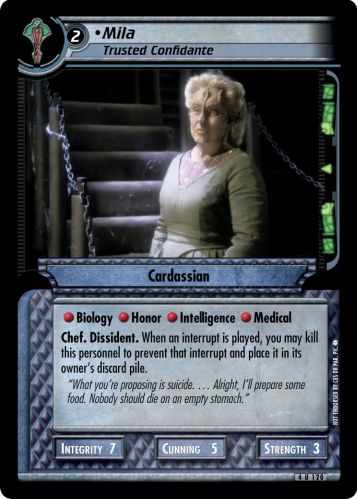 2
•Mila
Trusted Confidante
Cardassian
Biology Honor Intelligence Medical
Chef. Dissident. When an interrupt is played, you may kill
this personnel to prevent that interrupt and place it in its
owner's discard pile.
"What you're proposing is suicide. … Alright, I'll prepare some
food. Nobody should die on an empty stomach."
INTEGRITY 7 CUNNING 5 STRENGTH 3
4 U 120